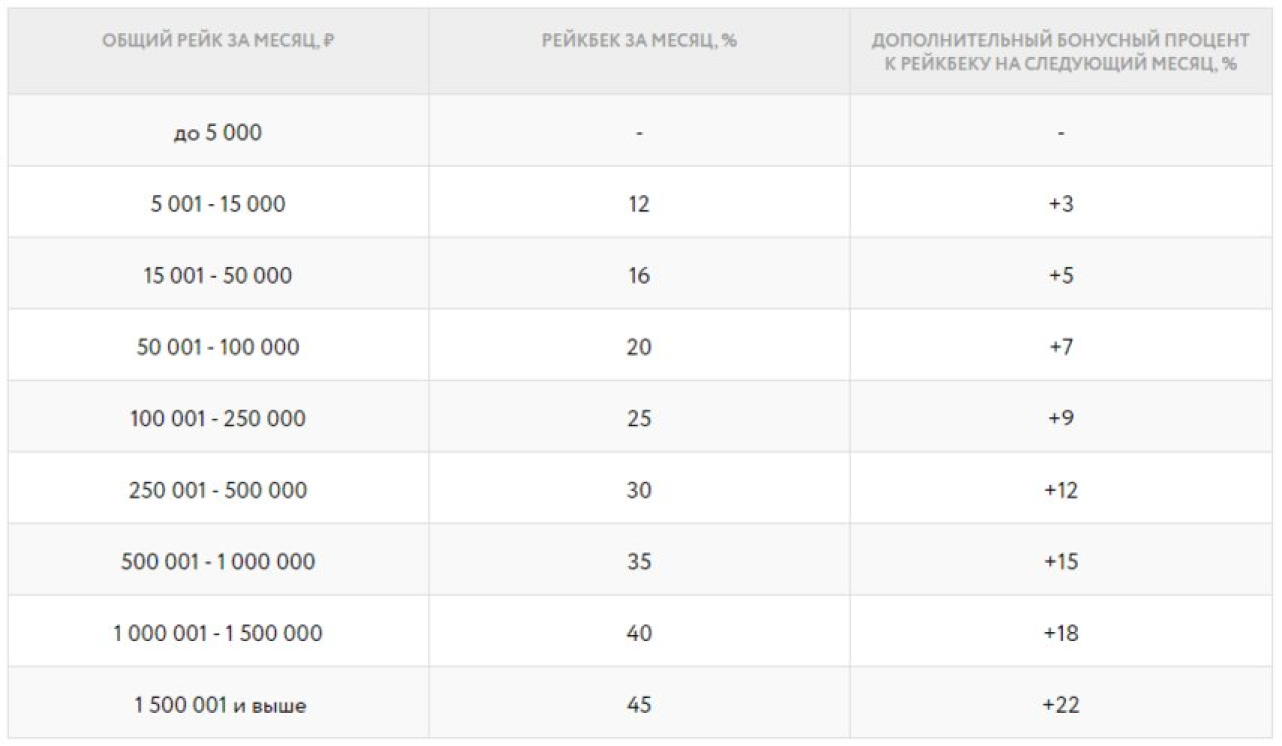 ОБЩИЙ РЕЙК ЗА МЕСЯЦ, ₽
РЕЙКБЕК ЗА МЕСЯЦ, %
ДОПОЛНИТЕЛЬНЫЙ БОНУСНЫЙ ПРОЦЕНТ
К РЕЙКБЕКУ НА СЛЕДУЮЩИЙ МЕСЯЦ, %
до 5 000 - -
5 001 - 15 000 12 +3
15 001 - 50 000 16 +5
50 001 - 100 000 20 +7
100 001 - 250 000 25 +9
250 001 - 500 000 30 +12
500 001 - 1 000 000 35 +15
1 000 001 - 1 500 000 40 +18
1 500 001 и выше 45 +22